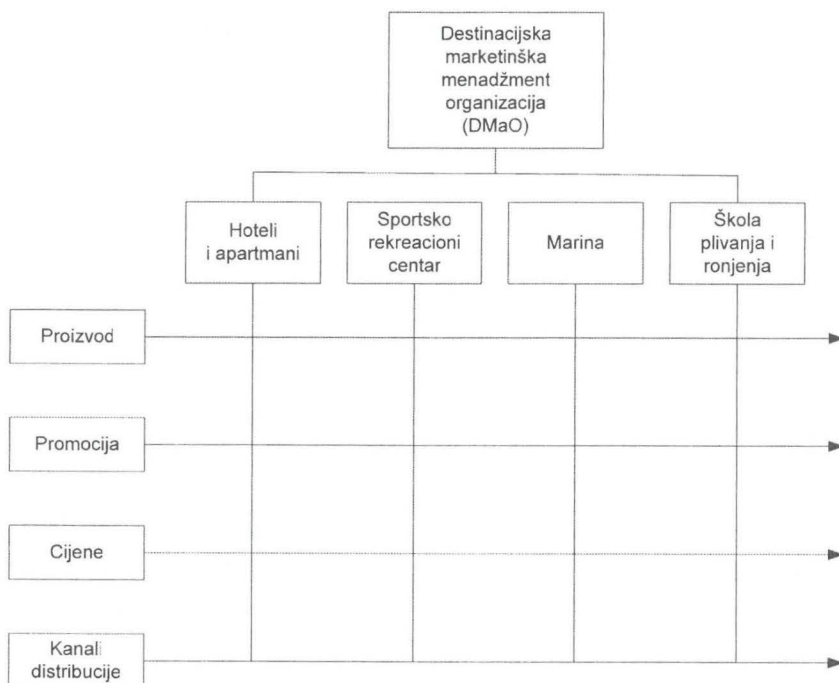 Destinacijska
marketinška
menadžment
organizacija
(DMaO)
Hoteli
i apartmani
Sportsko
rekreacioni
centar
Marina
Škola
plivanja i
ronjenja
Proizvod
Promocija
Cijene
Kanali
distribucije